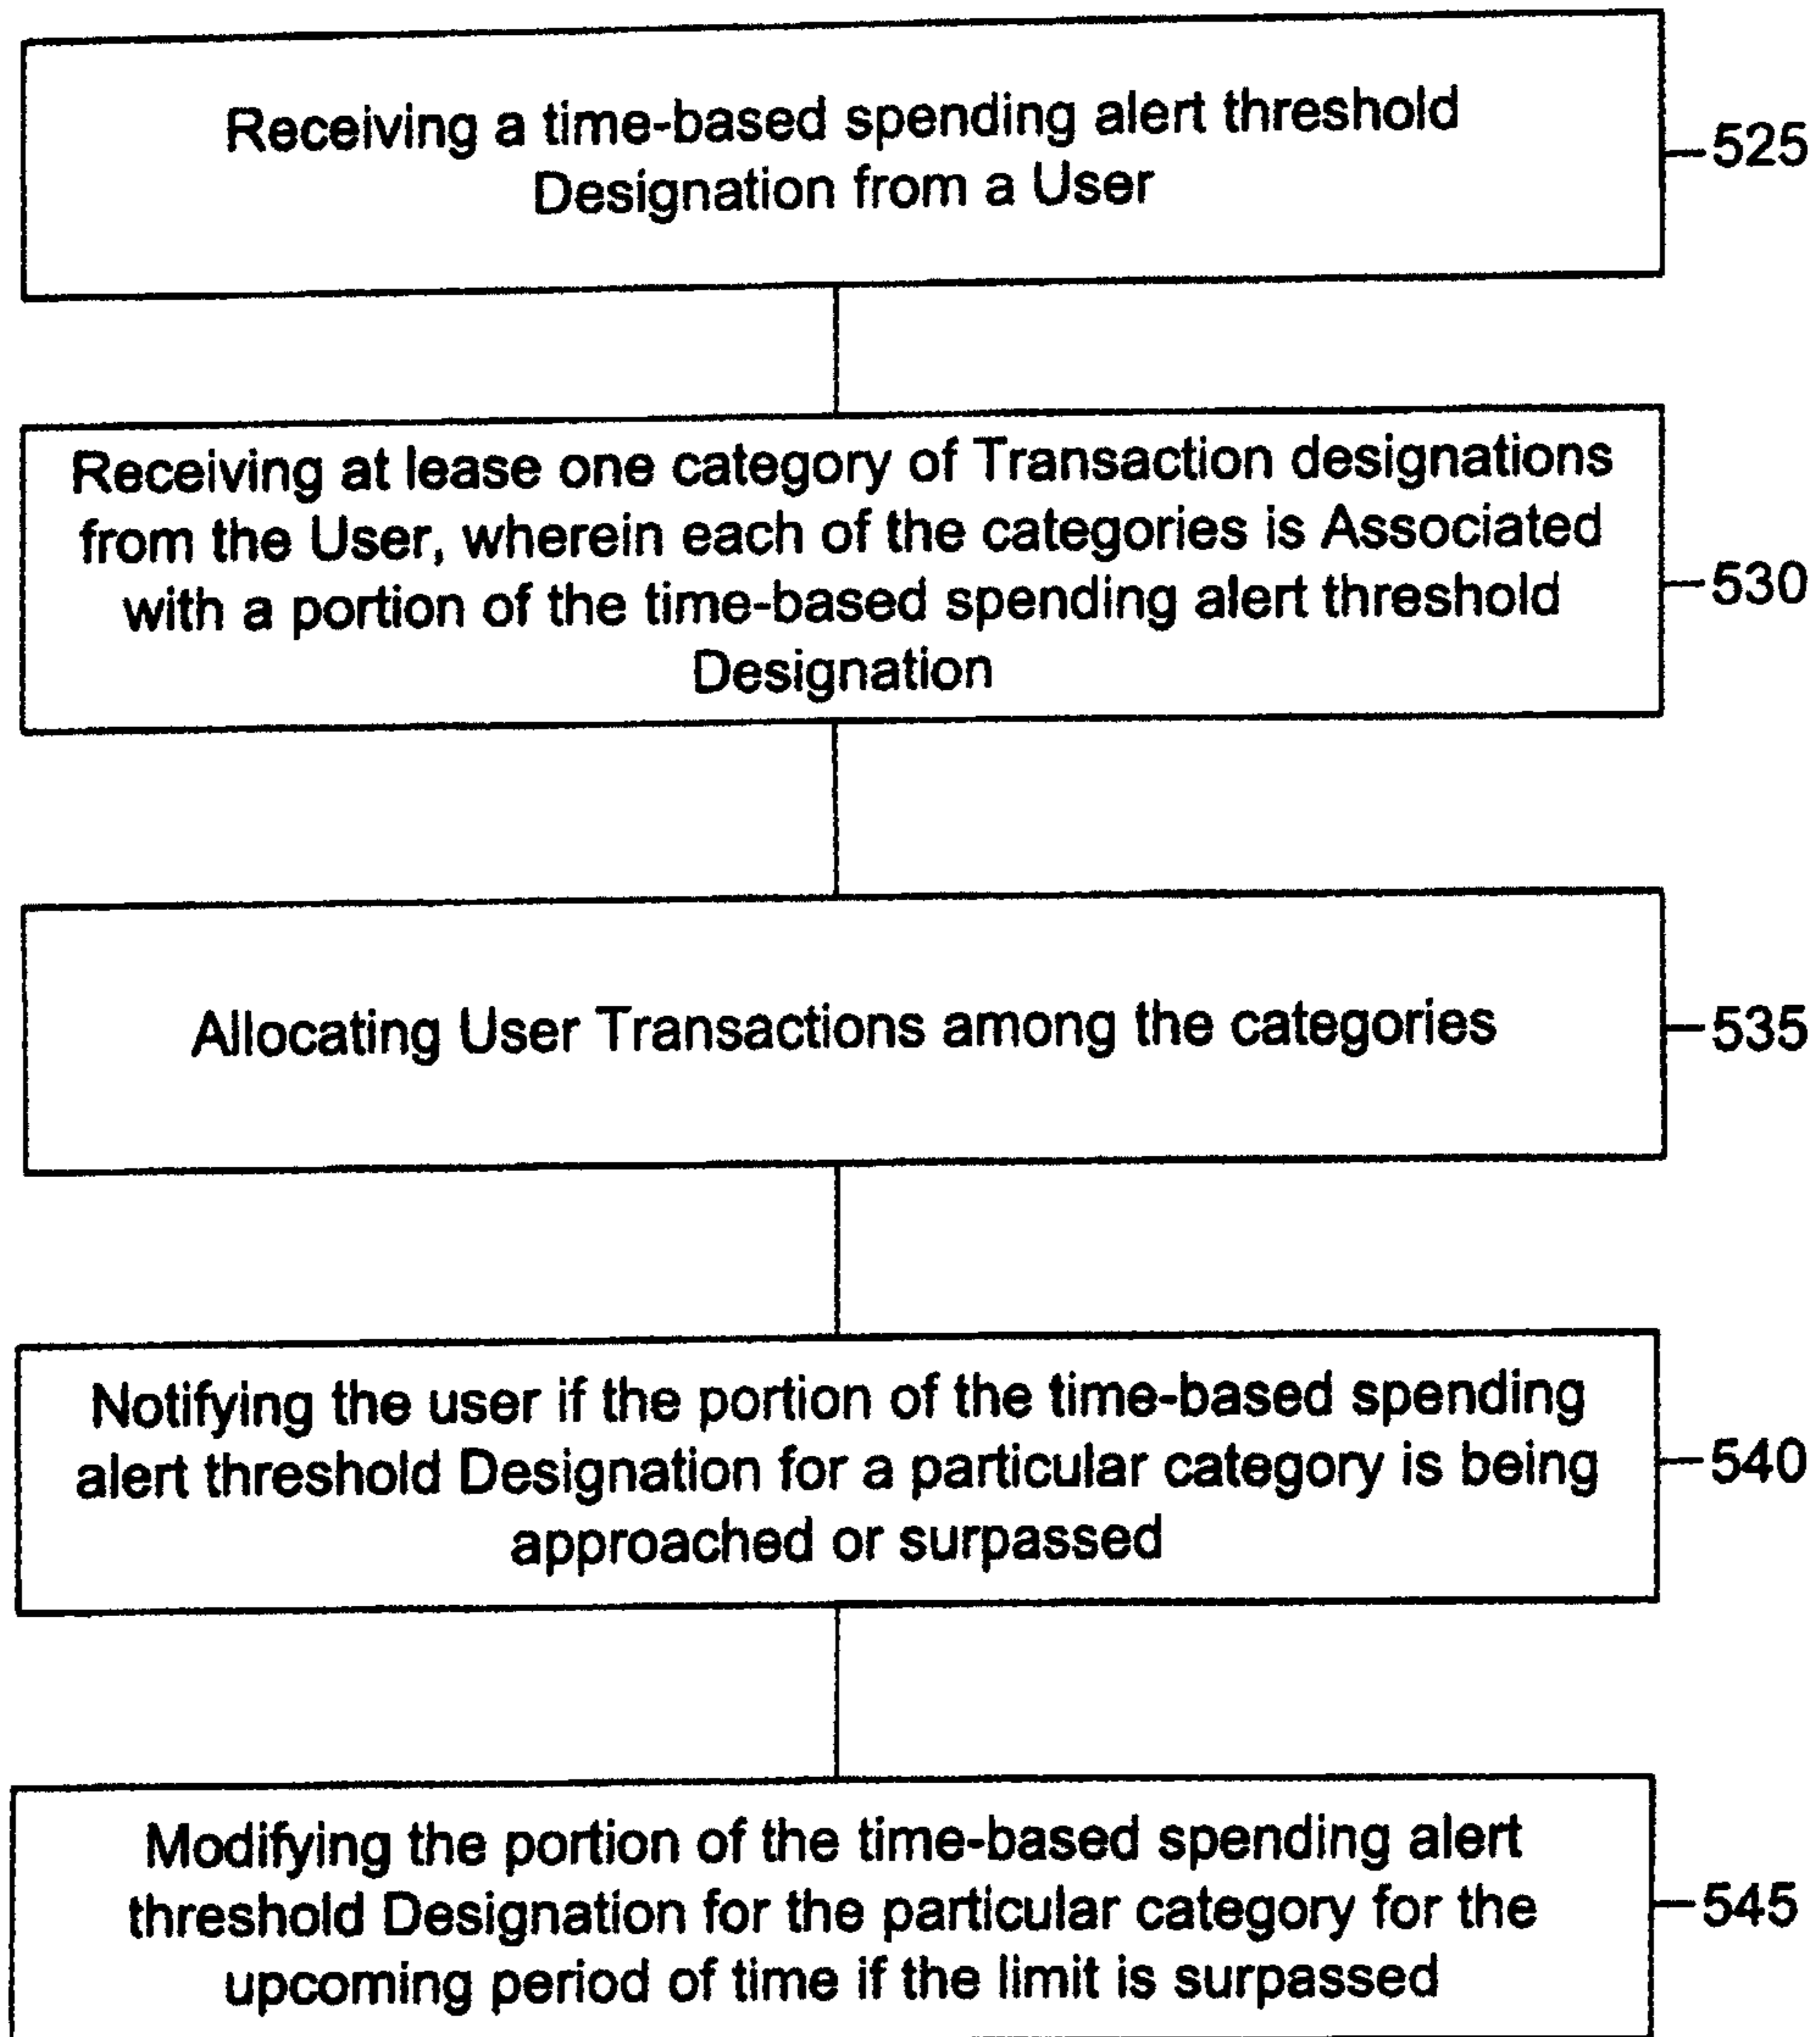 Receiving a time-based spending alert threshold
Designation from a User
525
Receiving at lease one category of Transaction designations
from the User, wherein each of the categories is Associated
with a portion of the time-based spending alert threshold
Designation
530
Allocating User Transactions among the categories
535
Notifying the user if the portion of the time-based spending
alert threshold Designation for a particular category is being
approached or surpassed
540
Modifying the portion of the time-based spending alert
threshold Designation for the particular category for the
upcoming period of time if the limit is surpassed
545